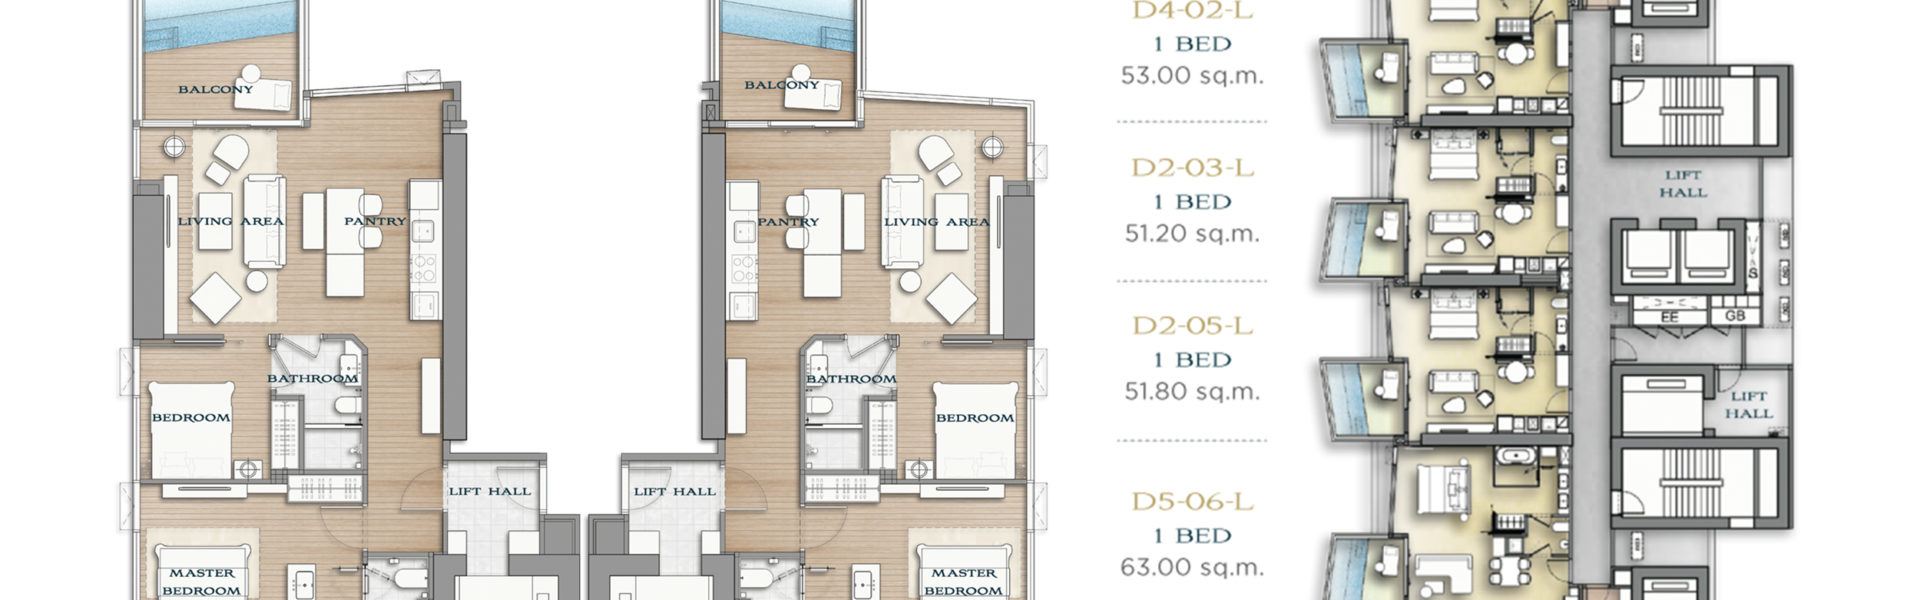 BALCONY
LIVING AREA
PANTRY
BATHROOM
BEDROOM
LIFT HALL
MASTER
BEDROOM
BALCONY
PANTRY
LIVING AREA
BATHROOM
BEDROOM
LIFT HALL
MASTER
BEDROOM
D4-02-L
1 BED
53.00 sq.m.
D2-03-L
1 BED
51.20 sq.m.
D2-05-L
1 BED
51.80 sq.m.
D5-06-L
1 BED
63.00 sq.m.
LIFT
HALL
S
EE
GB
LIFT
HALL